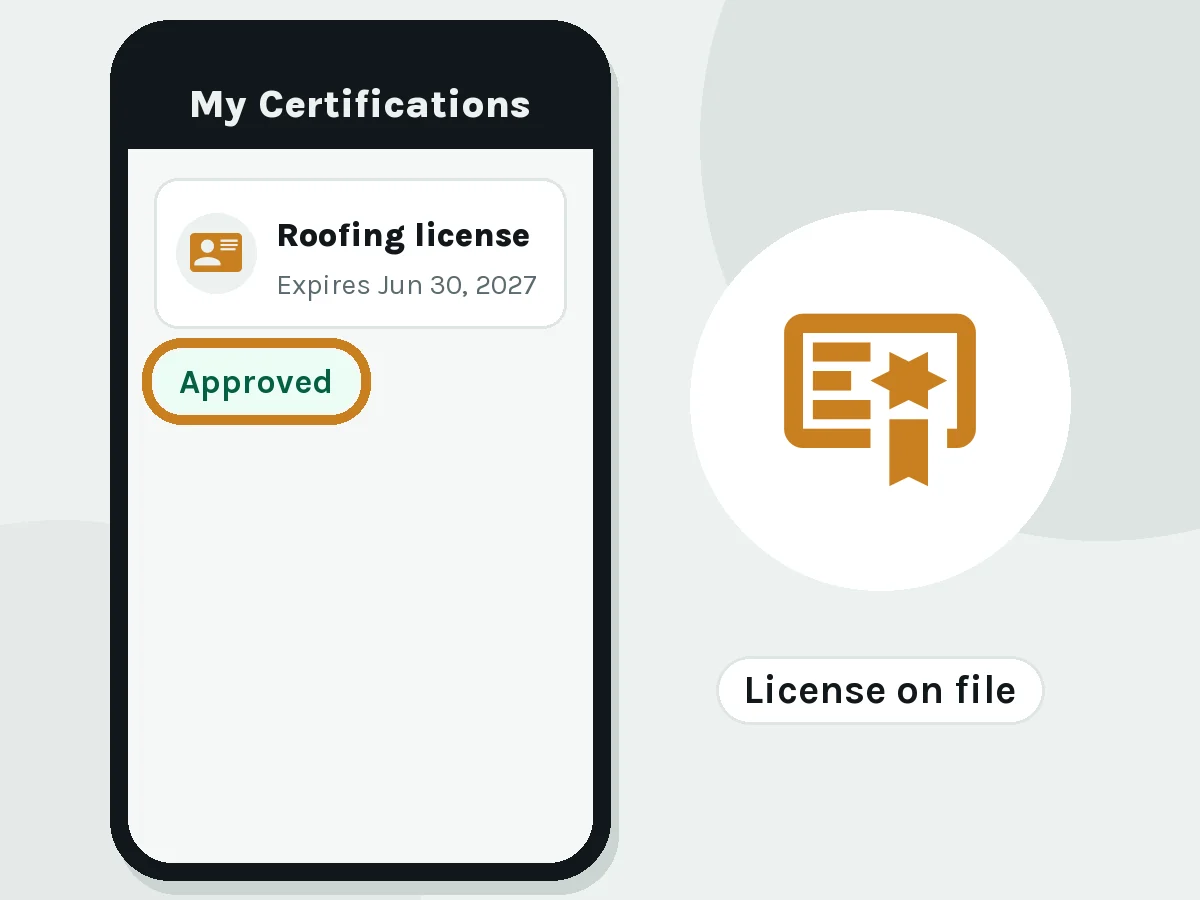 My Certifications
Roofing license
Expires Jun 30, 2027
Approved
License on file